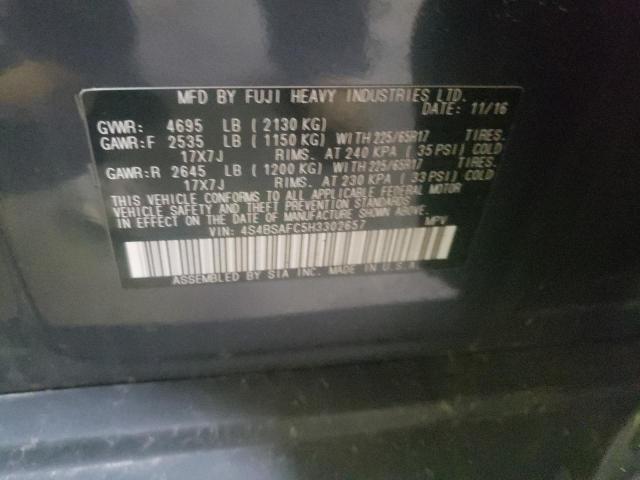 MFD BY FUJI HEAVY INDUSTRIES LTD.
DATE: 11/16
GVWR: 4695 LB ( 2130 KG)
GAWR:F 2535 LB ( 1150 KG) WITH 225/65R17 TIRES.
17X7J RIMS. AT 240 KPA ( 35 PSI) COLD
GAWR:R 2645 LB ( 1200 KG) WITH 225/65R17 TIRES.
17X7J RIMS. AT 230 KPA ( 33 PSI) COLD
THIS VEHICLE CONFORMS TO ALL APPLICABLE FEDERAL MOTOR
VEHICLE SAFETY AND THEFT PREVENTION STANDARDS
IN EFFECT ON THE DATE OF MANUFACTURE SHOWN ABOVE.
VIN: 4S4BSAFC5H3302657 MPV
ASSEMBLED BY SIA INC. MADE IN U.S.A.